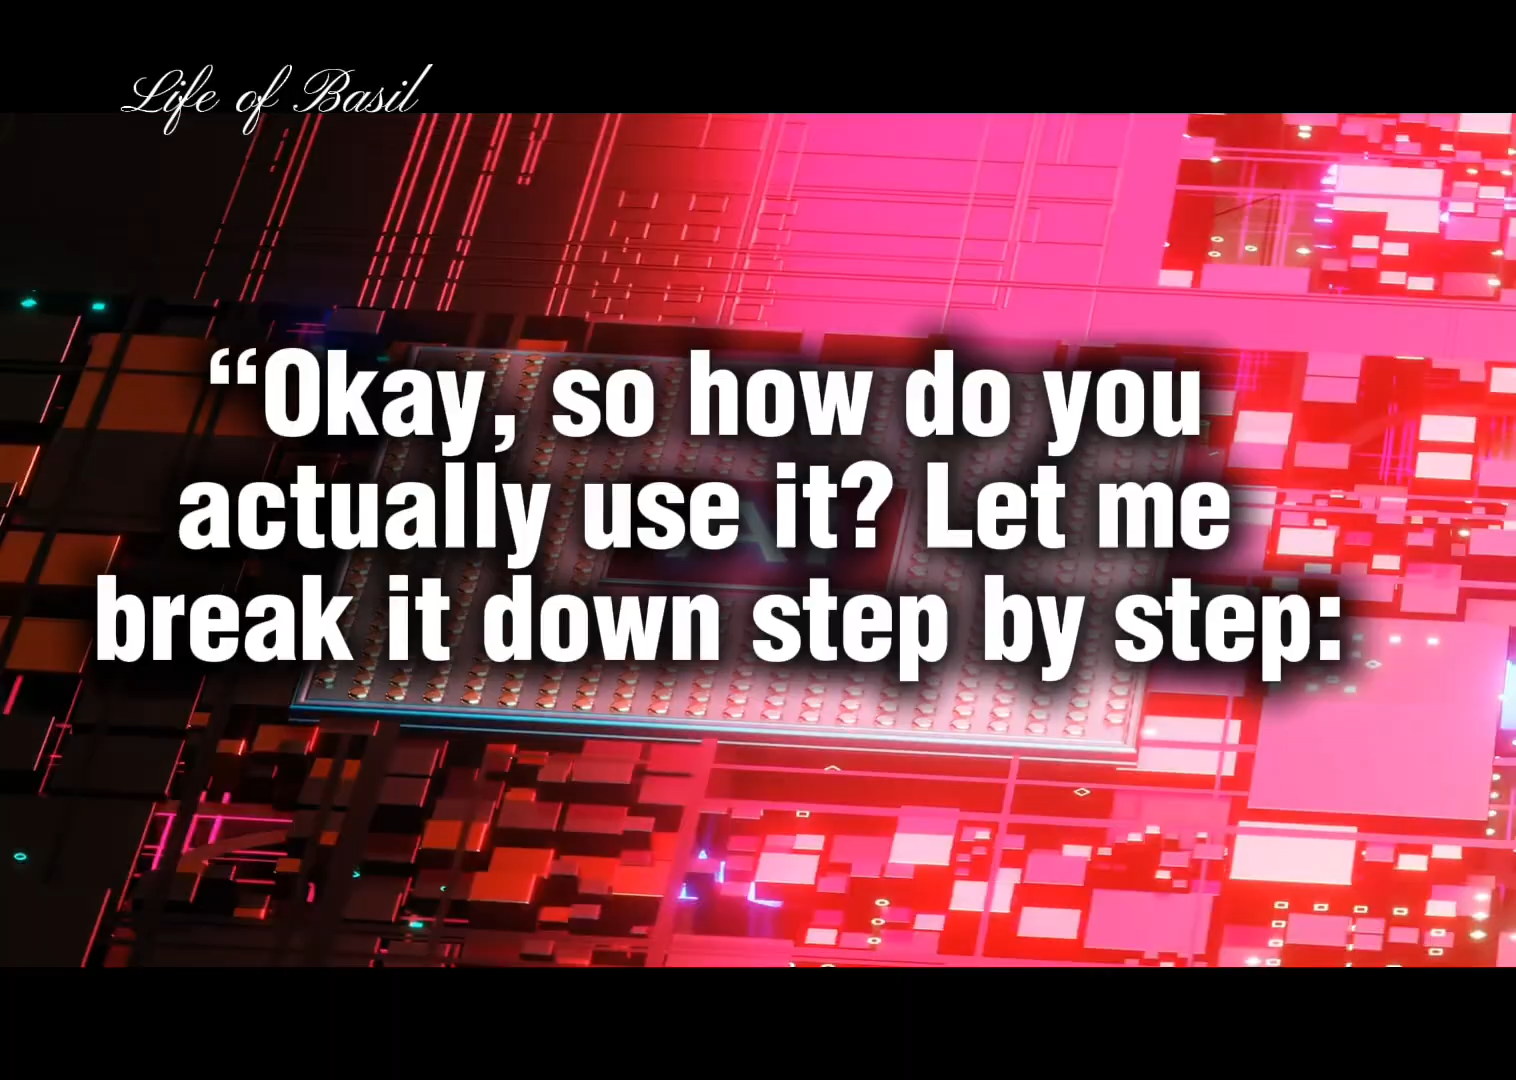 Life of Basil
“Okay, so how do you
actually use it? Let me
break it down step by step: